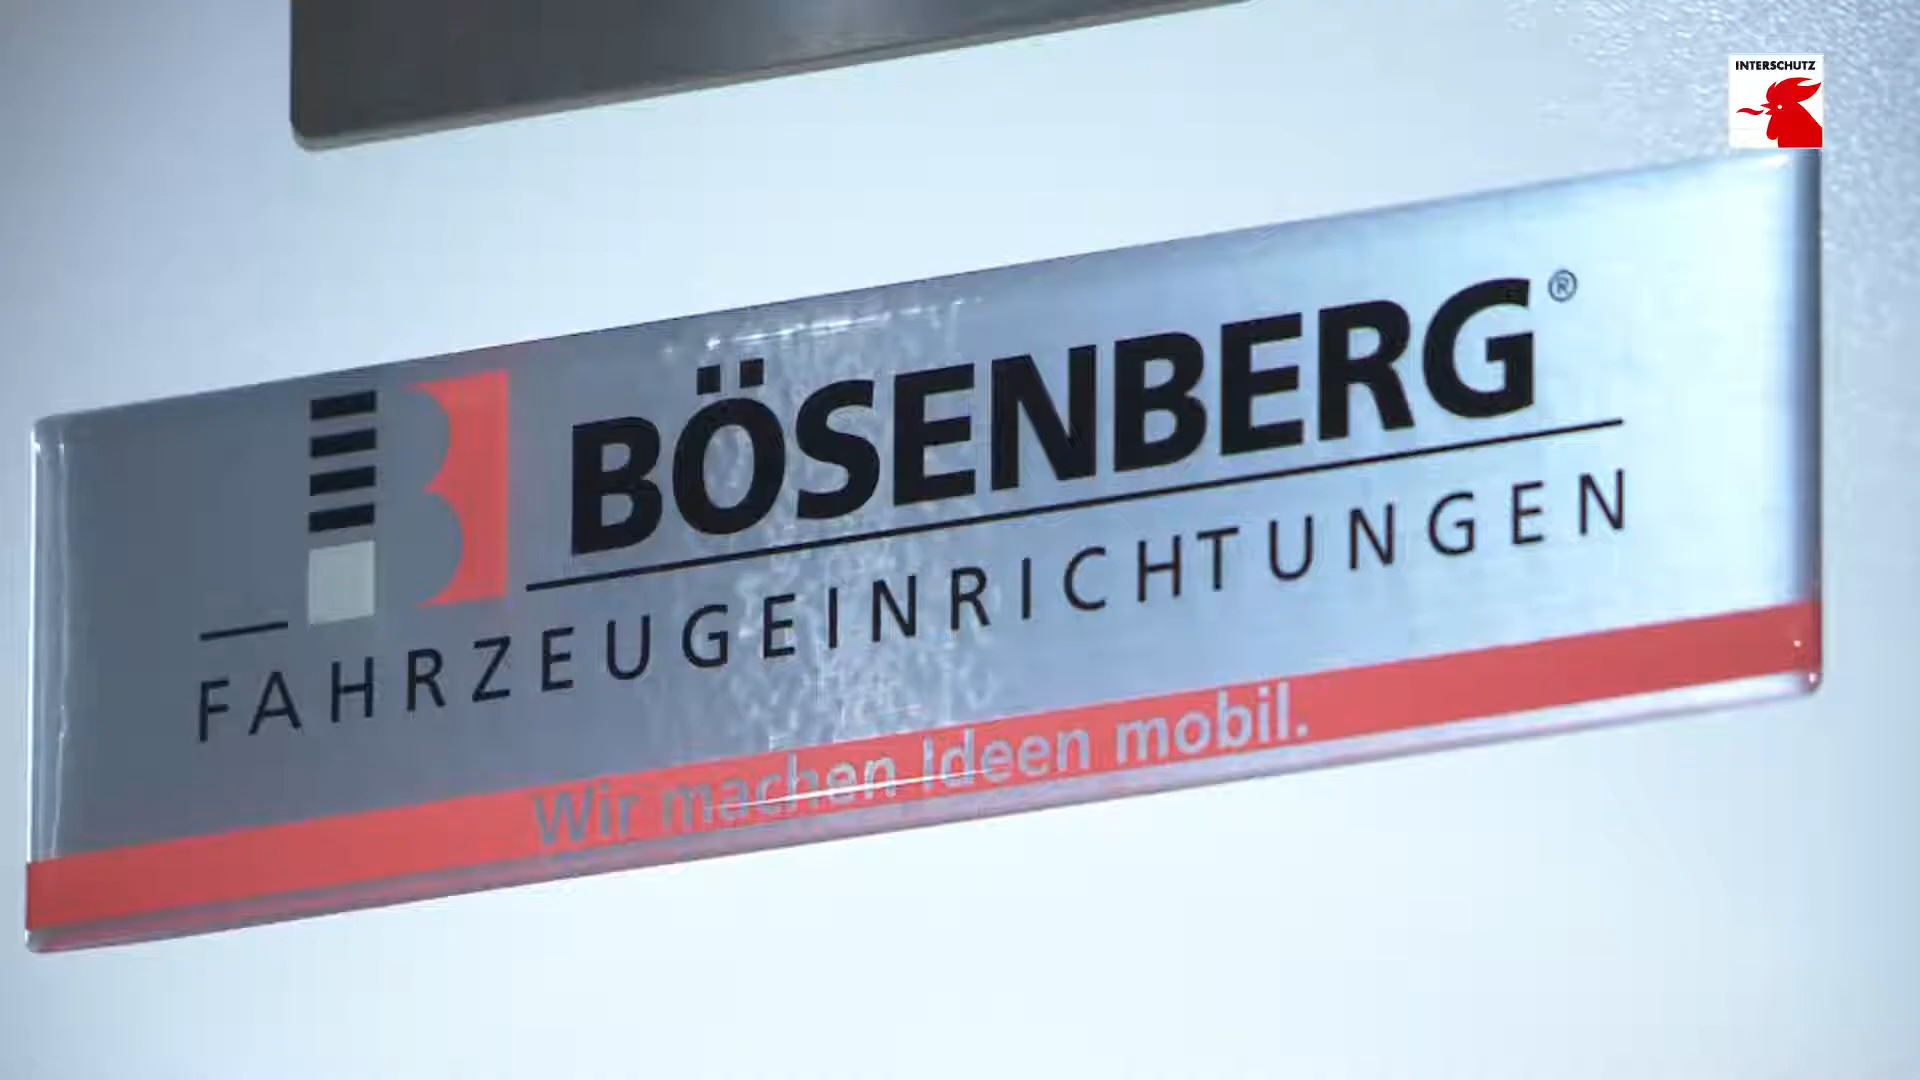 INTERSCHUTZ
BÖSENBERG®
FAHRZEUGEINRICHTUNGEN
Wir machen Ideen mobil.